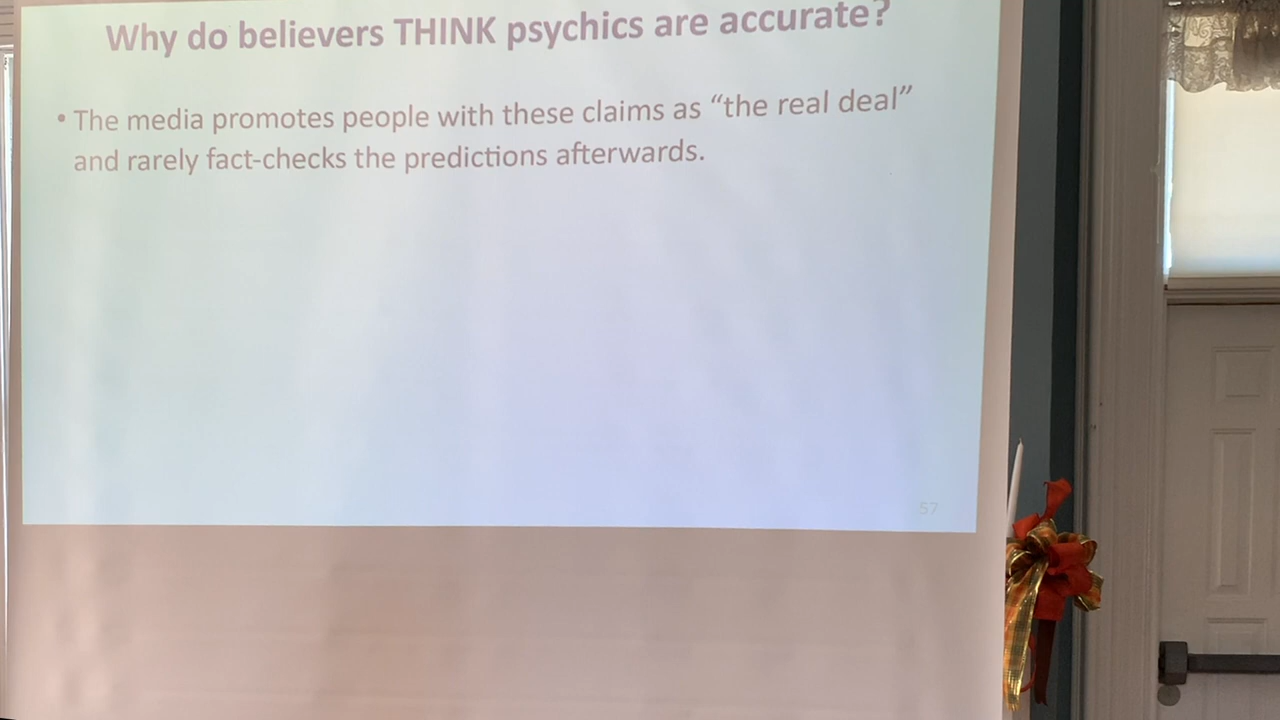 Why do believers THINK psychics are accurate?
• The media promotes people with these claims as “the real deal”
and rarely fact-checks the predictions afterwards.
57